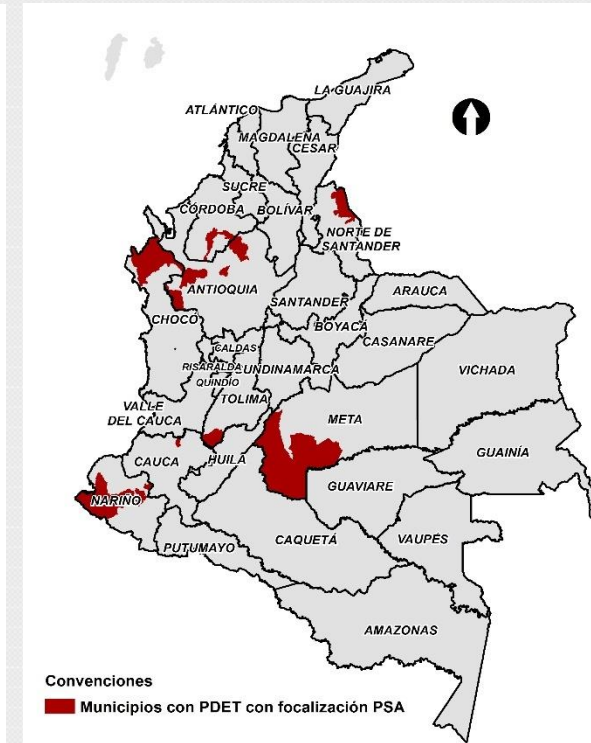 LA GUAJIRA
ATLÁNTICO
MAGDALENA
CESAR
SUCRE
CÓRDOBA
BOLÍVAR
NORTE DE
SANTANDER
ANTIOQUIA
SANTANDER
ARAUCA
CHOCÓ
BOYACÁ
CASANARE
CALDAS
RISARALDA
UNDINAMARCA
VICHADA
QUINDÍO
TOLIMA
VALLE
DEL CAUCA
META
CAUCA
HUILA
GUAINÍA
GUAVIARE
NARIÑO
PUTUMAYO
CAQUETÁ
VAUPÉS
AMAZONAS
Convenciones
Municipios con PDET con focalización PSA